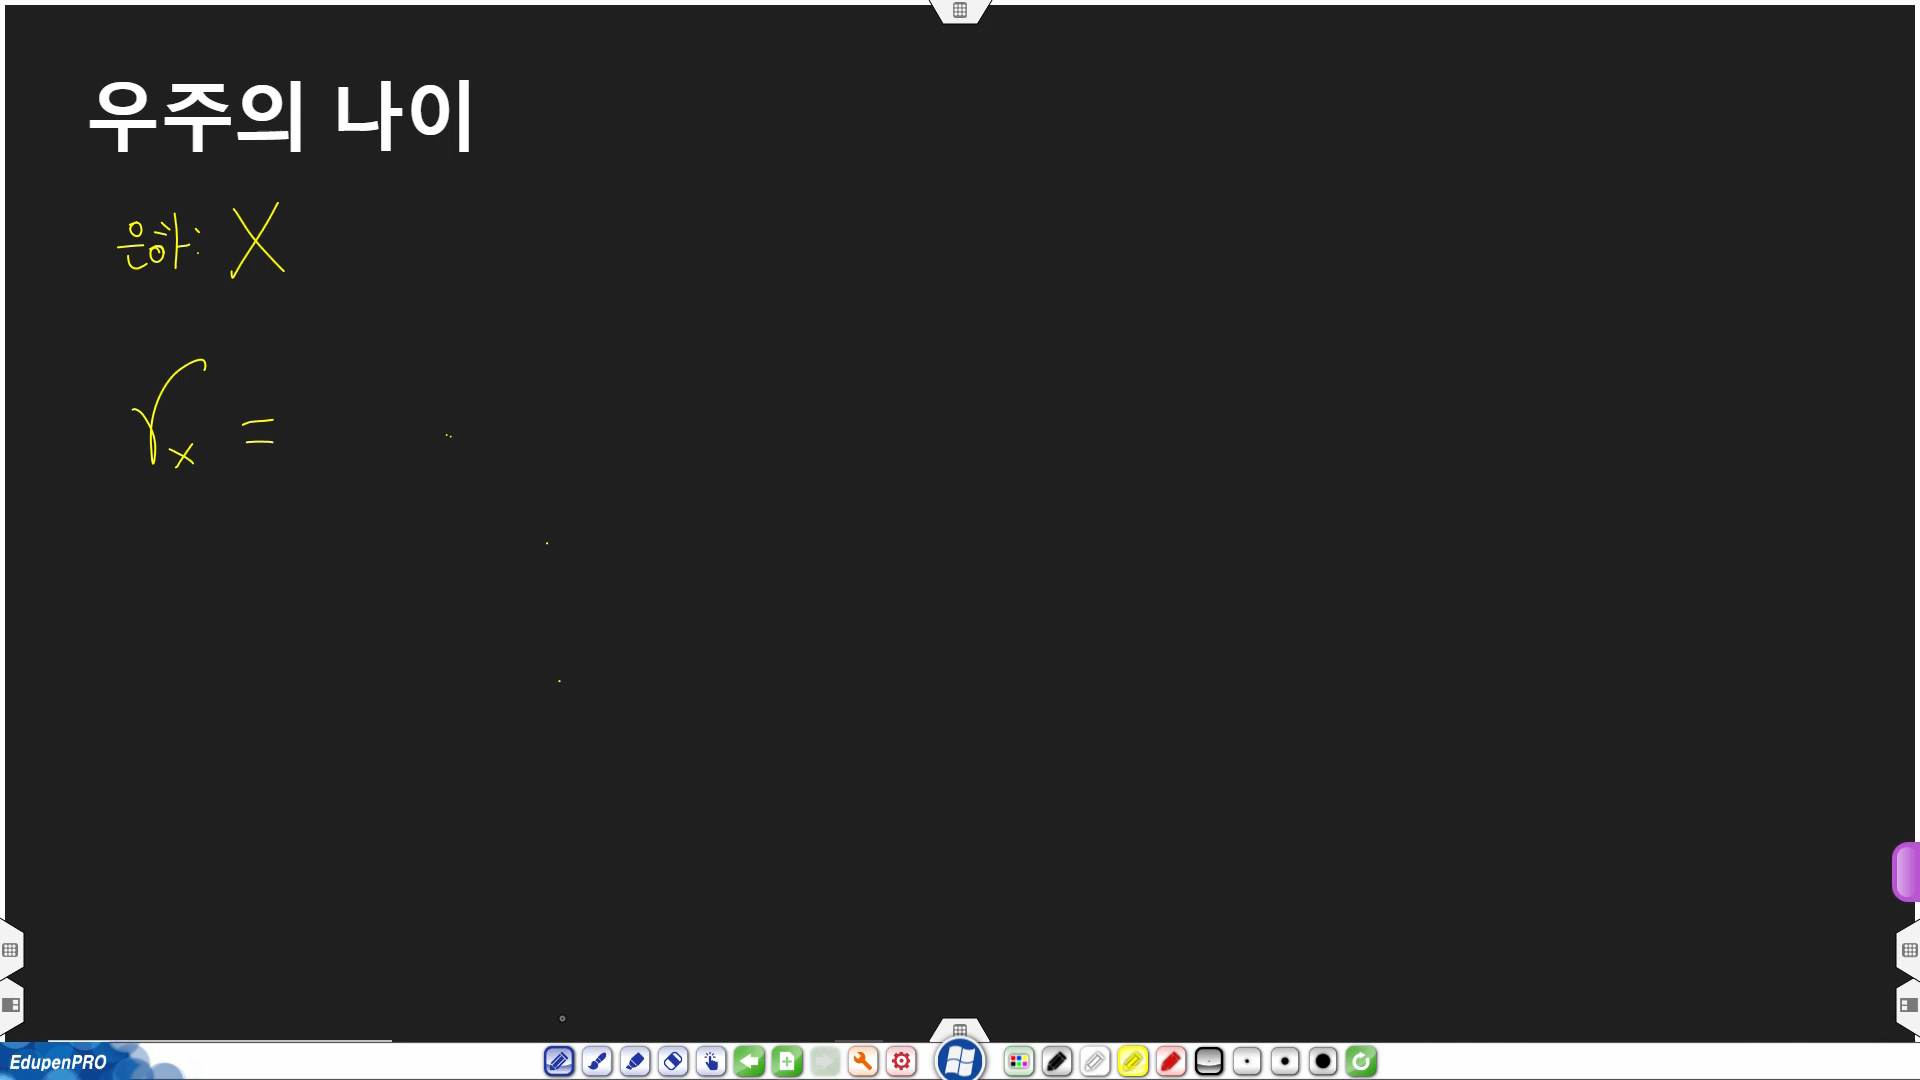 우주의 나이
은하: X
r_x =
EdupenPRO